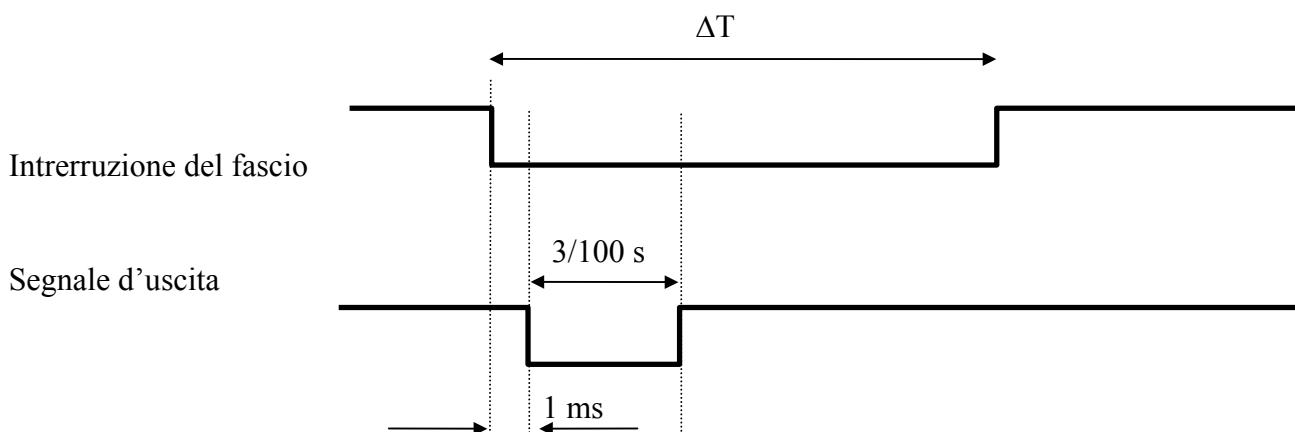 ΔT
Intrerruzione del fascio
3/100 s
Segnale d’uscita
1 ms